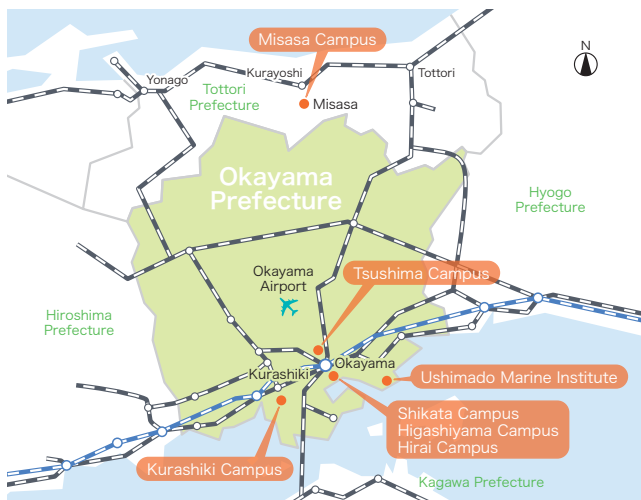 Misasa Campus
N
Yonago
Kurayoshi
Tottori
Tottori
Prefecture
Misasa
Okayama
Prefecture
Hyogo
Prefecture
Okayama
Airport
Tsushima Campus
Hiroshima
Prefecture
Kurashiki
Okayama
Ushimado Marine Institute
Shikata Campus
Higashiyama Campus
Hirai Campus
Kurashiki Campus
Kagawa Prefecture